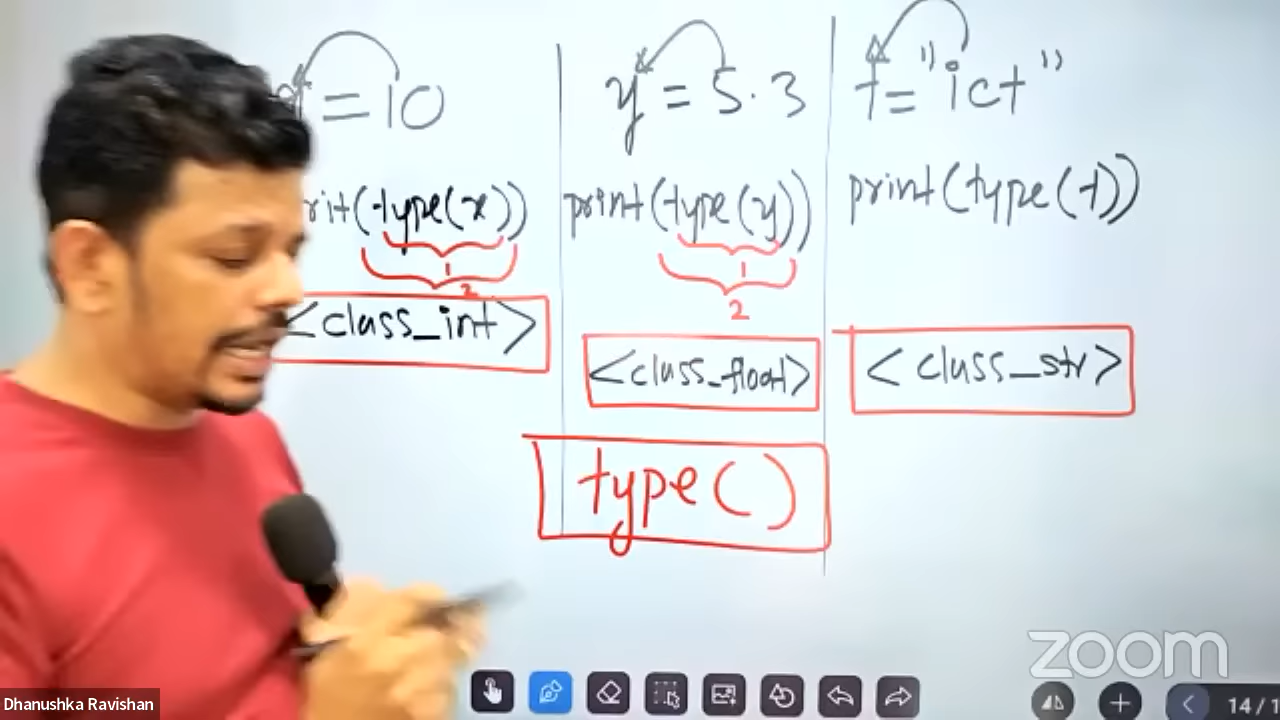 = 10
y = 5.3
t = "ict"
rit(type(x))
print(type(y))
print(type(t))
1
2
1
2
<class_int>
<class_float>
<class_str>
type()
zoom
Dhanushka Ravishan
14/1